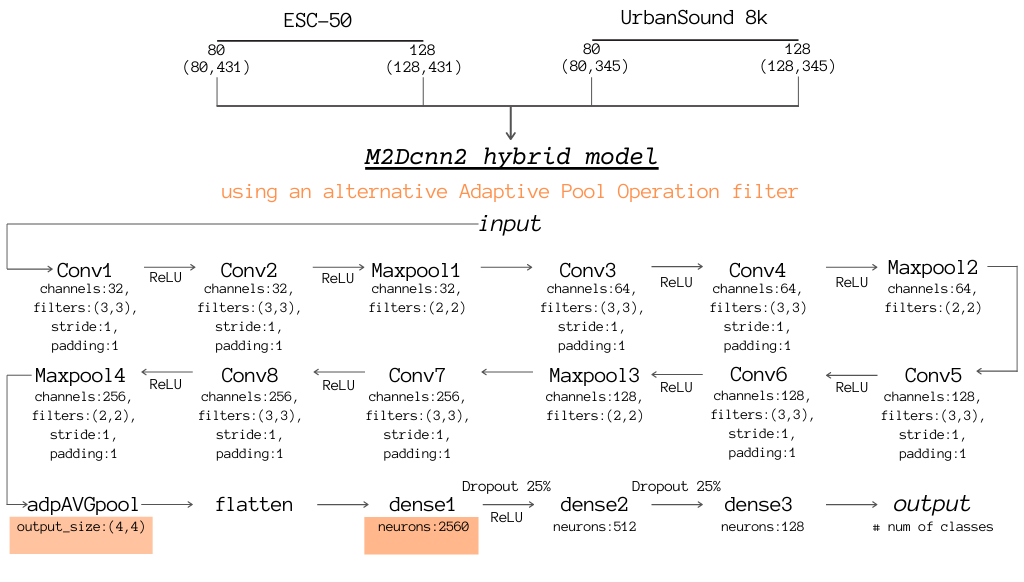 ESC-50
UrbanSound 8k
80
(80,431)
128
(128,431)
80
(80,345)
128
(128,345)
M2Dcnn2 hybrid model
using an alternative Adaptive Pool Operation filter
input
Conv1
channels:32,
filters:(3,3),
stride:1,
padding:1
ReLU
Conv2
channels:32,
filters:(3,3),
stride:1,
padding:1
ReLU
Maxpool1
channels:32,
filters:(2,2)
Conv3
channels:64,
filters:(3,3),
stride:1,
padding:1
ReLU
Conv4
channels:64,
filters:(3,3)
stride:1,
padding:1
ReLU
Maxpool2
channels:64,
filters:(2,2)
Conv5
channels:128,
filters:(3,3),
stride:1,
padding:1
ReLU
Conv6
channels:128,
filters:(3,3),
stride:1,
padding:1
ReLU
Maxpool3
channels:128,
filters:(2,2)
Conv7
channels:256,
filters:(3,3),
stride:1,
padding:1
ReLU
Conv8
channels:256,
filters:(3,3),
stride:1,
padding:1
ReLU
Maxpool4
channels:256,
filters:(2,2),
stride:1,
padding:1
adpAVGpool
output_size:(4,4)
flatten
dense1
neurons:2560
Dropout 25%
ReLU
dense2
neurons:512
Dropout 25%
dense3
neurons:128
output
# num of classes